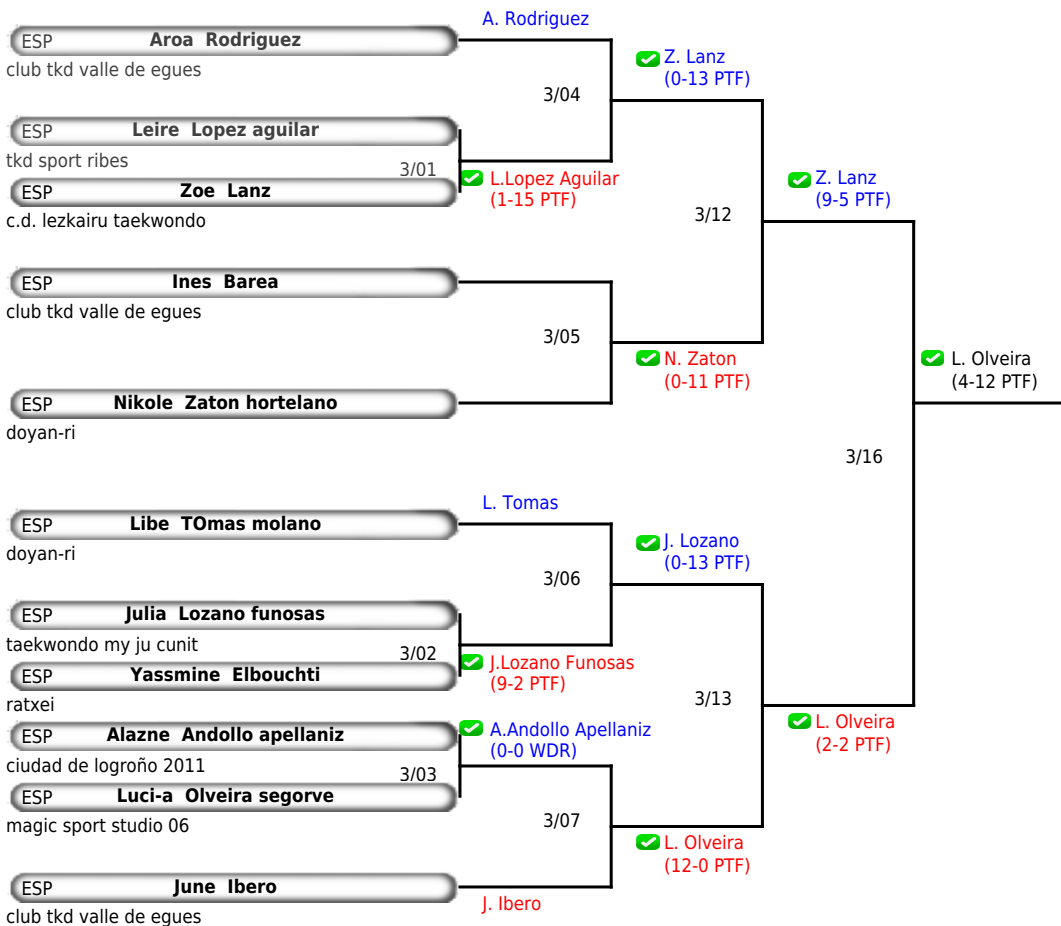 A. Rodriguez
ESP Aroa Rodriguez
club tkd valle de egues
Z. Lanz
(0-13 PTF)
3/04
ESP Leire Lopez aguilar
tkd sport ribes
3/01
L.Lopez Aguilar
(1-15 PTF)
ESP Zoe Lanz
c.d. lezkairu taekwondo
Z. Lanz
(9-5 PTF)
3/12
ESP Ines Barea
club tkd valle de egues
3/05
N. Zaton
(0-11 PTF)
L. Olveira
(4-12 PTF)
ESP Nikole Zaton hortelano
doyan-ri
3/16
L. Tomas
ESP Libe TOmas molano
doyan-ri
J. Lozano
(0-13 PTF)
3/06
ESP Julia Lozano funosas
taekwondo my ju cunit
3/02
J.Lozano Funosas
(9-2 PTF)
ESP Yassmine Elbouchti
ratxei
3/13
L. Olveira
(2-2 PTF)
ESP Alazne Andollo apellaniz
ciudad de logroño 2011
A.Andollo Apellaniz
(0-0 WDR)
3/03
ESP Luci-a Olveira segorve
magic sport studio 06
3/07
L. Olveira
(12-0 PTF)
ESP June Ibero
club tkd valle de egues
J. Ibero